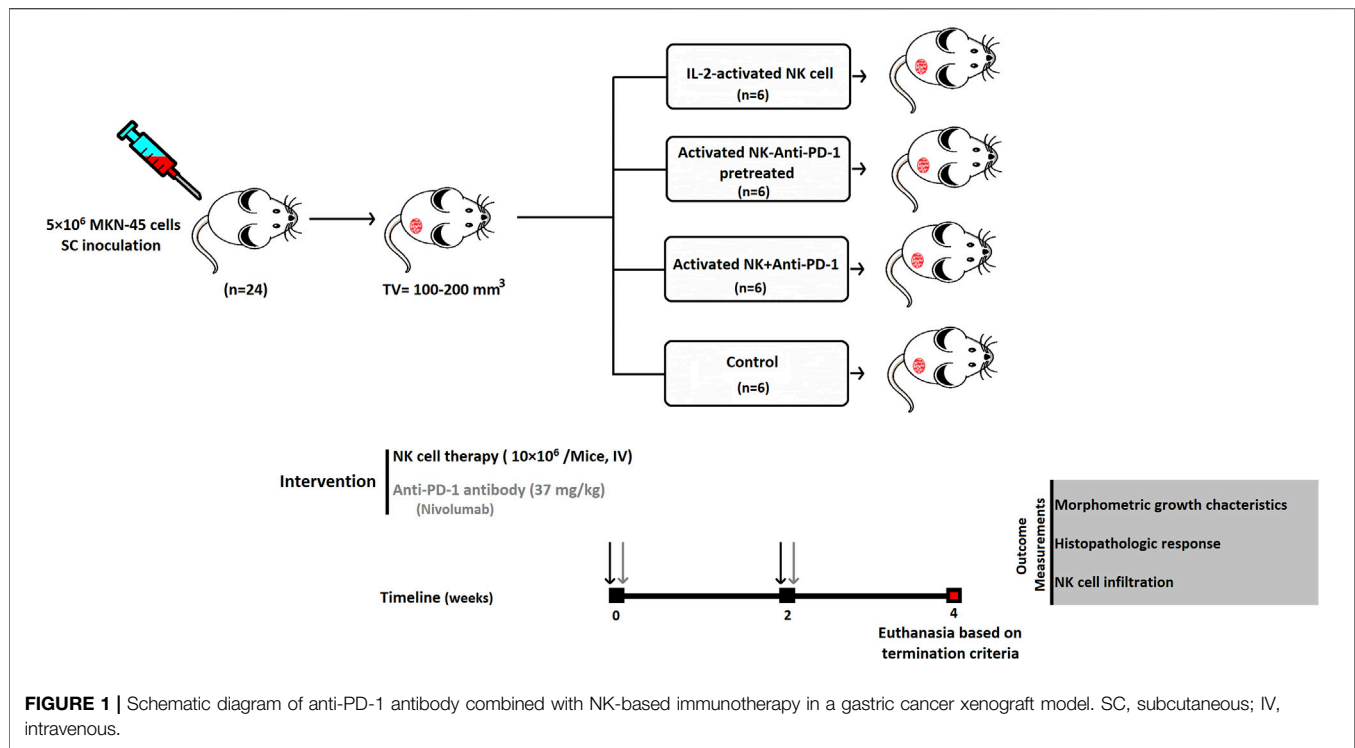 5×10⁶ MKN-45 cells
SC inoculation
(n=24)
TV= 100-200 mm³
IL-2-activated NK cell
(n=6)
Activated NK-Anti-PD-1
pretreated
(n=6)
Activated NK+Anti-PD-1
(n=6)
Control
(n=6)
Intervention
NK cell therapy ( 10×10⁶ /Mice, IV)
Anti-PD-1 antibody (37 mg/kg)
(Nivolumab)
Timeline (weeks)
0
2
4
Euthanasia based on
termination criteria
Outcome
Measurements
Morphometric growth chacteristics
Histopathologic response
NK cell infiltration
FIGURE 1 | Schematic diagram of anti-PD-1 antibody combined with NK-based immunotherapy in a gastric cancer xenograft model. SC, subcutaneous; IV,
intravenous.